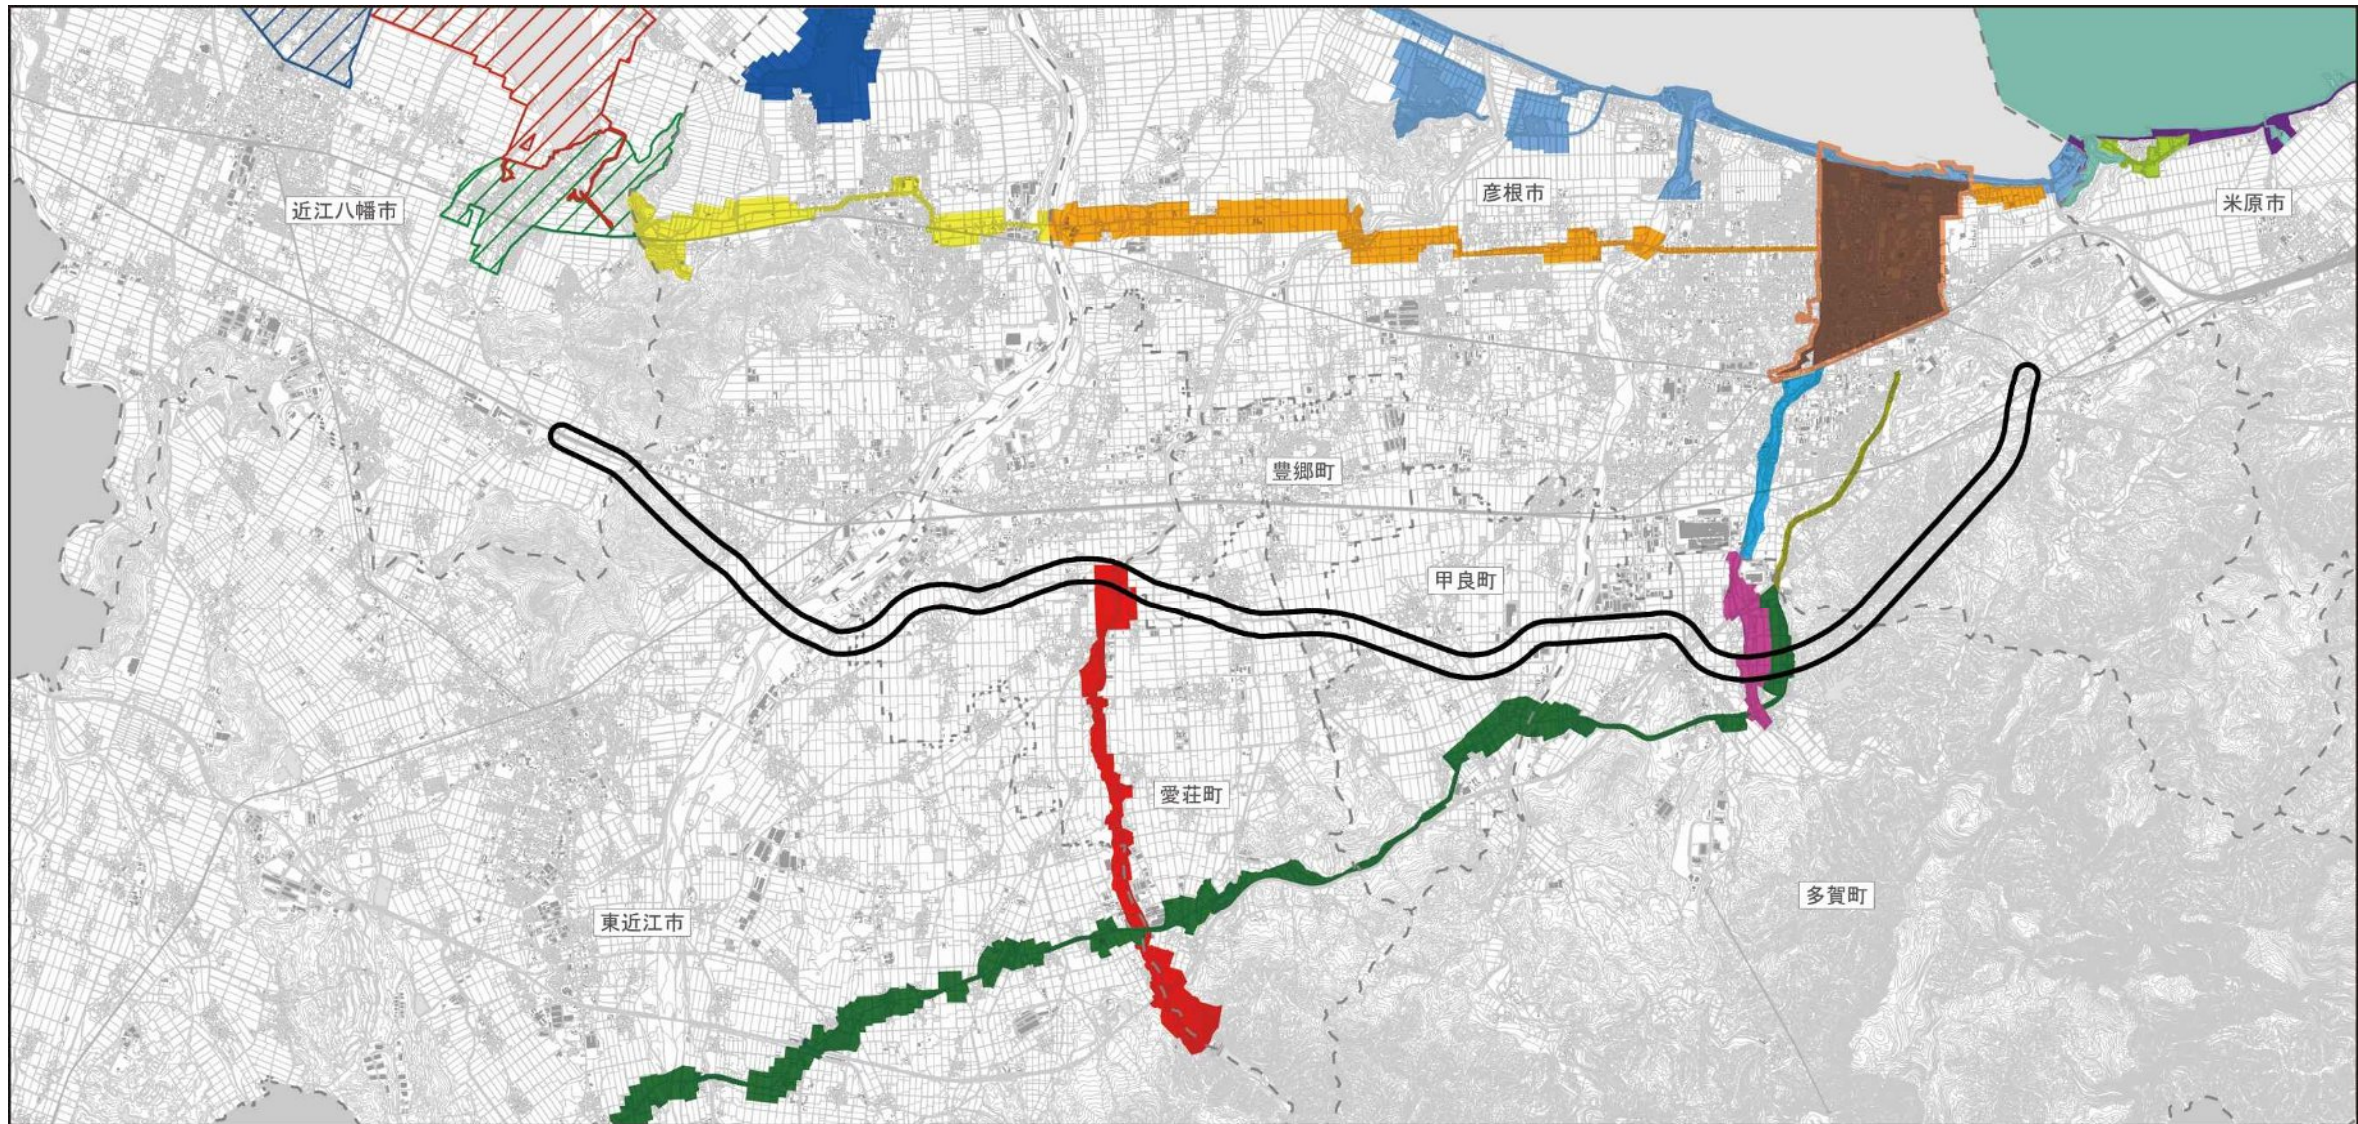 彦根市
米原市
近江八幡市
豊郷町
甲良町
愛荘町
多賀町
東近江市